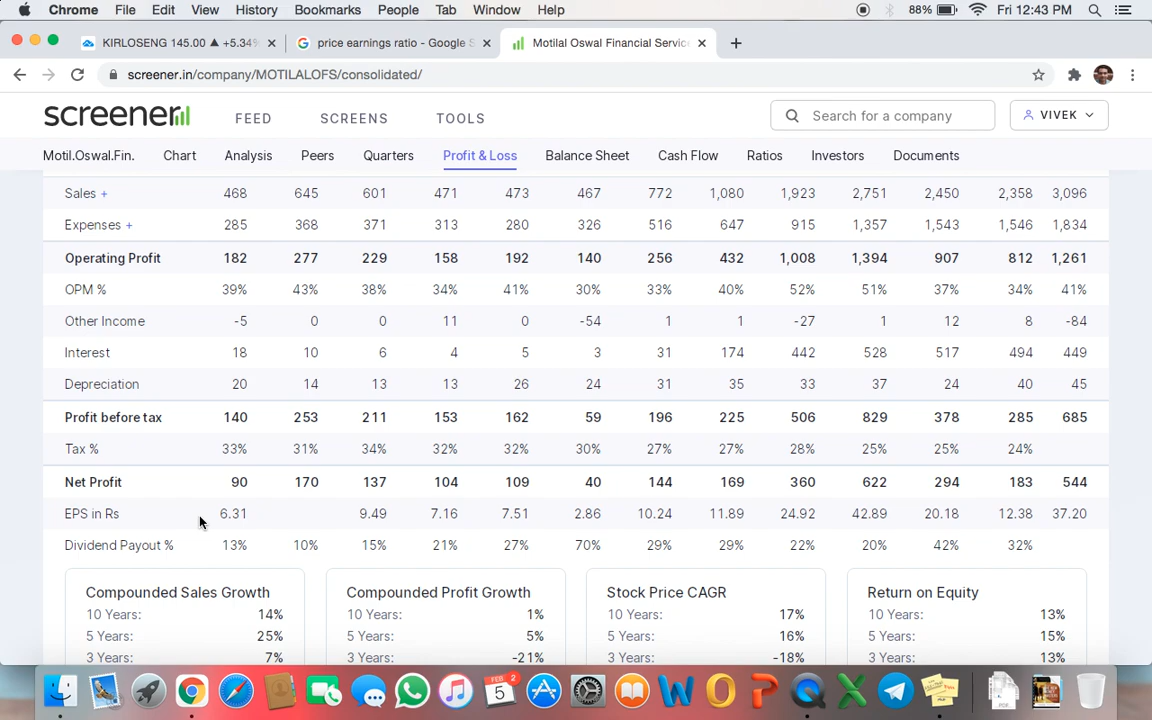 Chrome File Edit View History Bookmarks People Tab Window Help 88% Fri 12:43 PM
KIRLOSENG 145.00 ▲ +5.34% price earnings ratio - Google S Motilal Oswal Financial Service
screener.in/company/MOTILALOFS/consolidated/
screener FEED SCREENS TOOLS Search for a company VIVEK
Motil.Oswal.Fin. Chart Analysis Peers Quarters Profit & Loss Balance Sheet Cash Flow Ratios Investors Documents
Sales + 468 645 601 471 473 467 772 1,080 1,923 2,751 2,450 2,358 3,096
Expenses + 285 368 371 313 280 326 516 647 915 1,357 1,543 1,546 1,834
Operating Profit 182 277 229 158 192 140 256 432 1,008 1,394 907 812 1,261
OPM % 39% 43% 38% 34% 41% 30% 33% 40% 52% 51% 37% 34% 41%
Other Income -5 0 0 11 0 -54 1 1 -27 1 12 8 -84
Interest 18 10 6 4 5 3 31 174 442 528 517 494 449
Depreciation 20 14 13 13 26 24 31 35 33 37 24 40 45
Profit before tax 140 253 211 153 162 59 196 225 506 829 378 285 685
Tax % 33% 31% 34% 32% 32% 30% 27% 27% 28% 25% 25% 24%
Net Profit 90 170 137 104 109 40 144 169 360 622 294 183 544
EPS in Rs 6.31 9.49 7.16 7.51 2.86 10.24 11.89 24.92 42.89 20.18 12.38 37.20
Dividend Payout % 13% 10% 15% 21% 27% 70% 29% 29% 22% 20% 42% 32%
Compounded Sales Growth
10 Years: 14%
5 Years: 25%
3 Years: 7%
Compounded Profit Growth
10 Years: 1%
5 Years: 5%
3 Years: -21%
Stock Price CAGR
10 Years: 17%
5 Years: 16%
3 Years: -18%
Return on Equity
10 Years: 13%
5 Years: 15%
3 Years: 13%
FEB 2
5